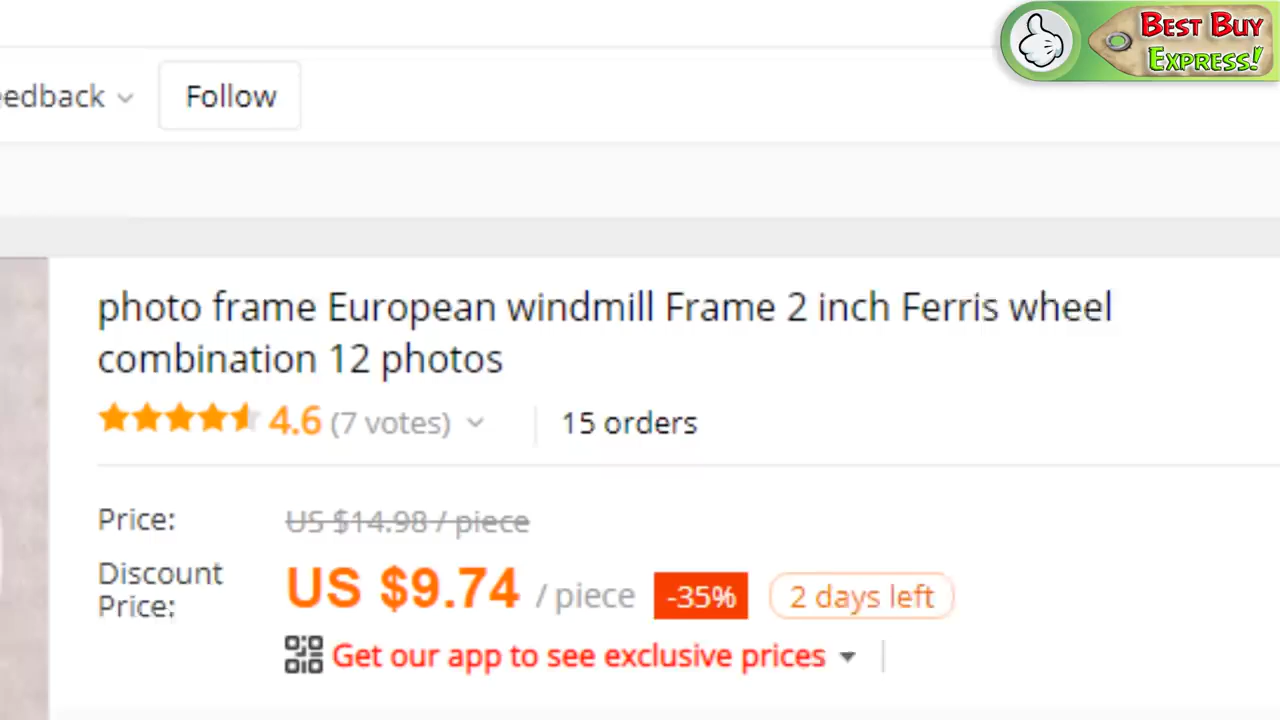 BEST BUY
EXPRESS!
Follow
photo frame European windmill Frame 2 inch Ferris wheel
combination 12 photos
4.6 (7 votes) 15 orders
Price: US $14.98 / piece
Discount
Price: US $9.74 / piece -35% 2 days left
Get our app to see exclusive prices